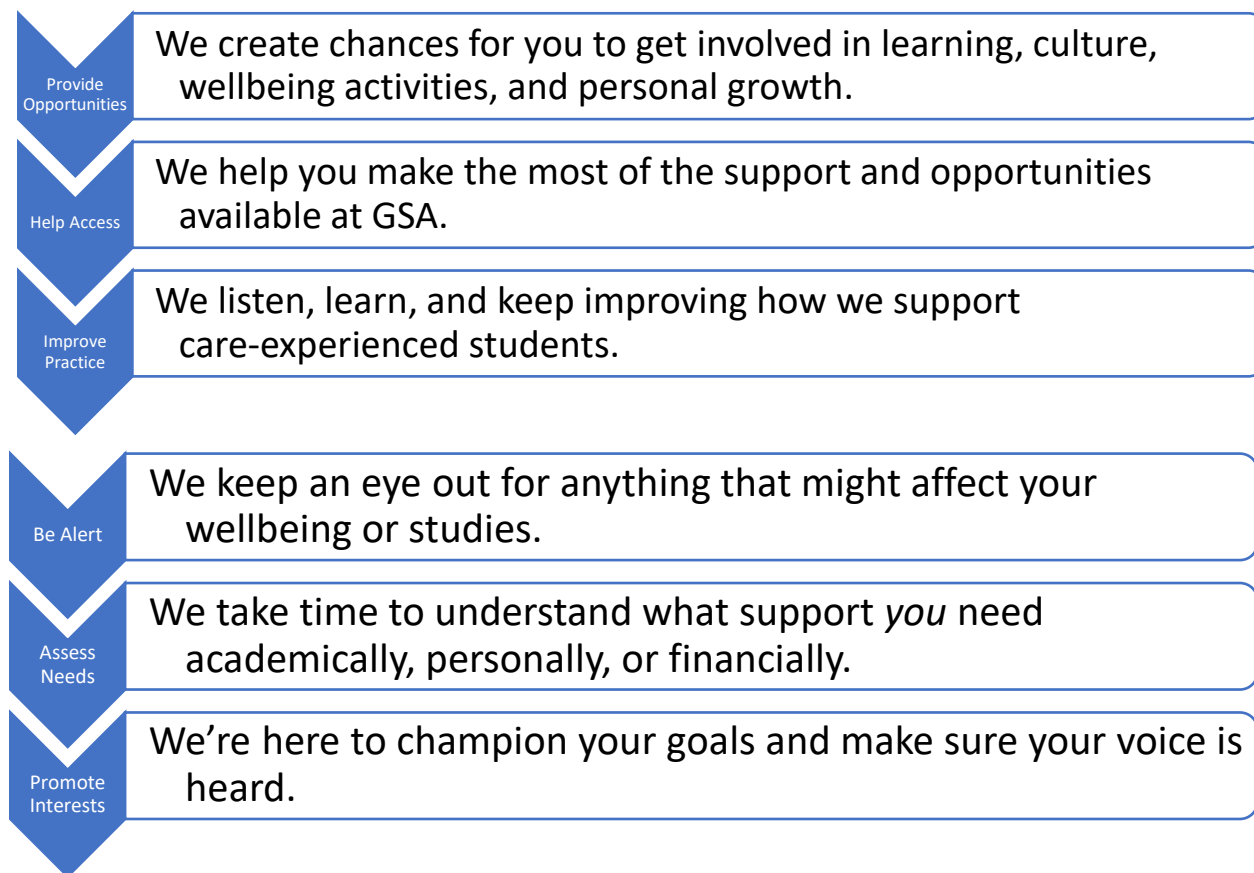 Provide
Opportunities
We create chances for you to get involved in learning, culture,
wellbeing activities, and personal growth.
Help Access
We help you make the most of the support and opportunities
available at GSA.
Improve
Practice
We listen, learn, and keep improving how we support
care-experienced students.
Be Alert
We keep an eye out for anything that might affect your
wellbeing or studies.
Assess
Needs
We take time to understand what support you need
academically, personally, or financially.
Promote
Interests
We’re here to champion your goals and make sure your voice is
heard.